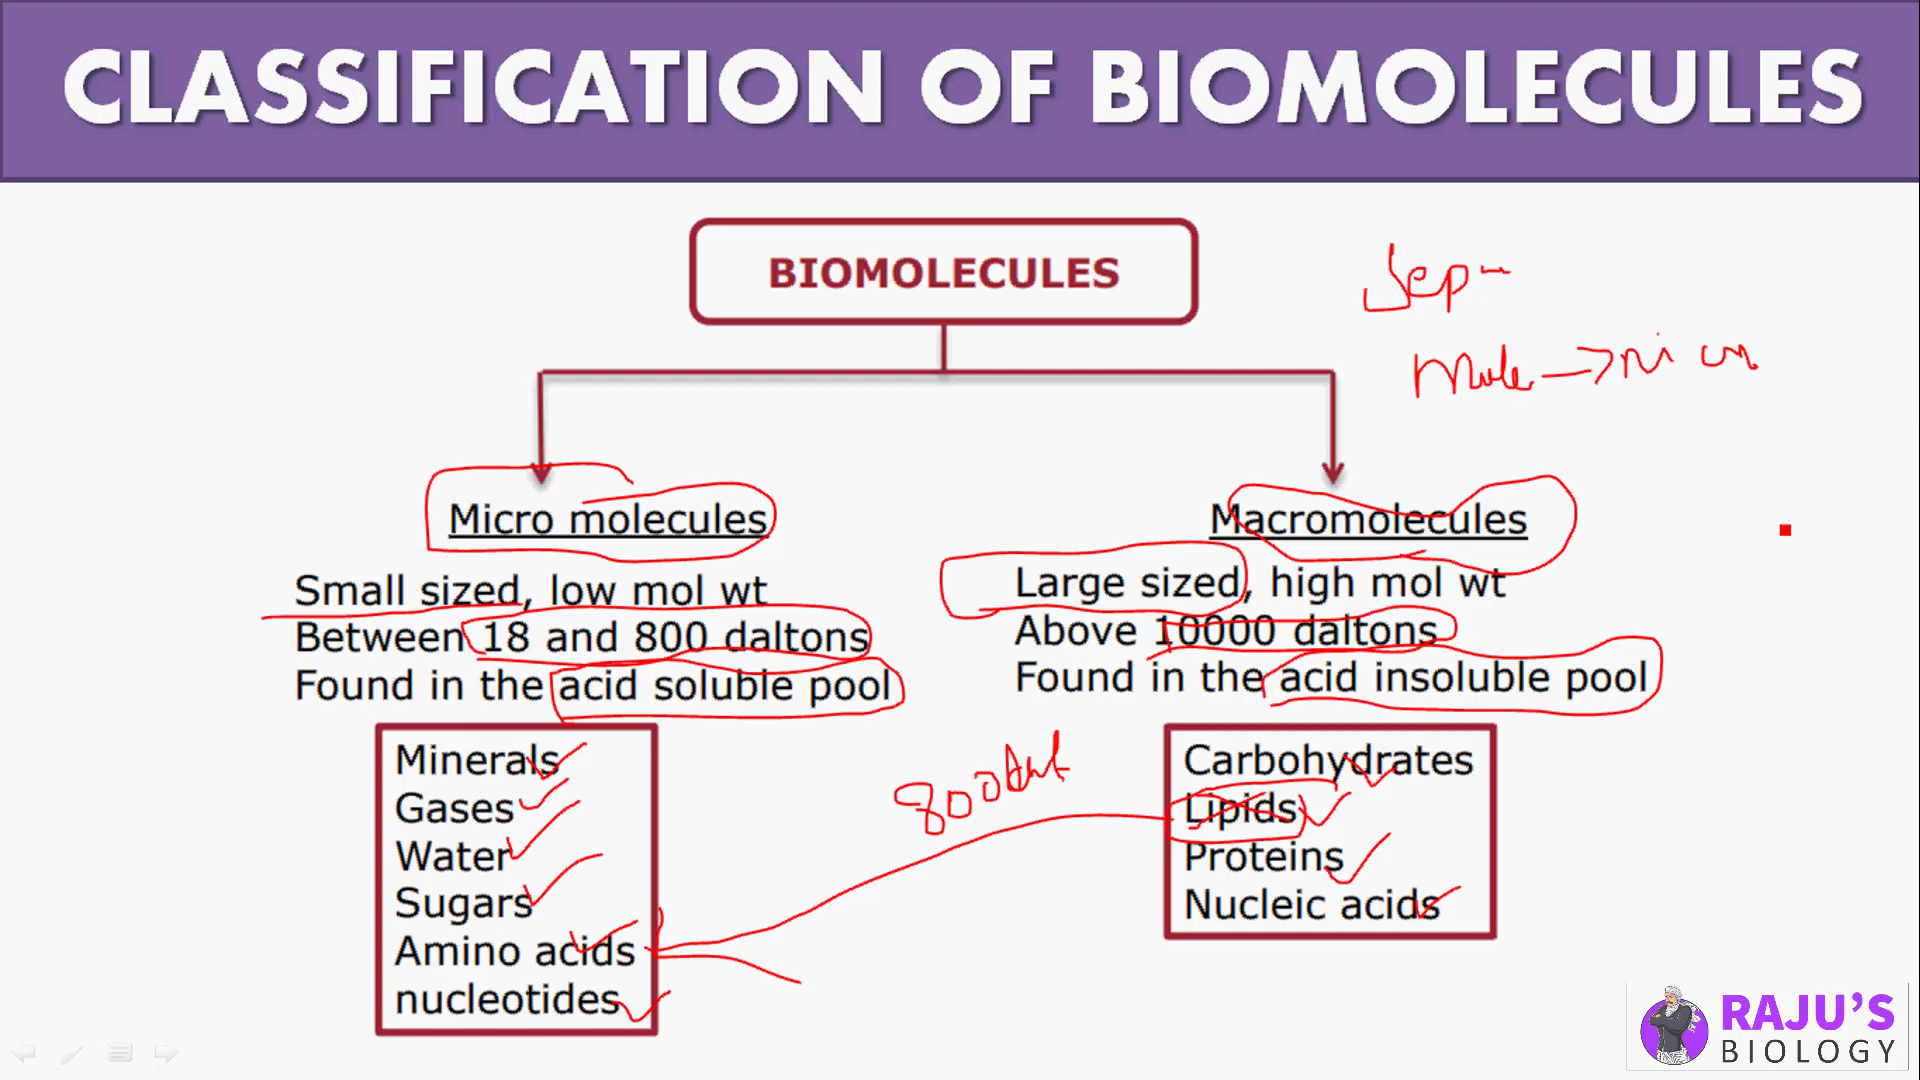 CLASSIFICATION OF BIOMOLECULES
BIOMOLECULES
Sep
Micro molecules
Small sized, low mol wt
Between 18 and 800 daltons
Found in the acid soluble pool
Minerals
Gases
Water
Sugars
Amino acids
nucleotides
800
Macromolecules
Large sized, high mol wt
Above 10000 daltons
Found in the acid insoluble pool
Carbohydrates
Lipids
Proteins
Nucleic acids
RAJU'S
BIOLOGY